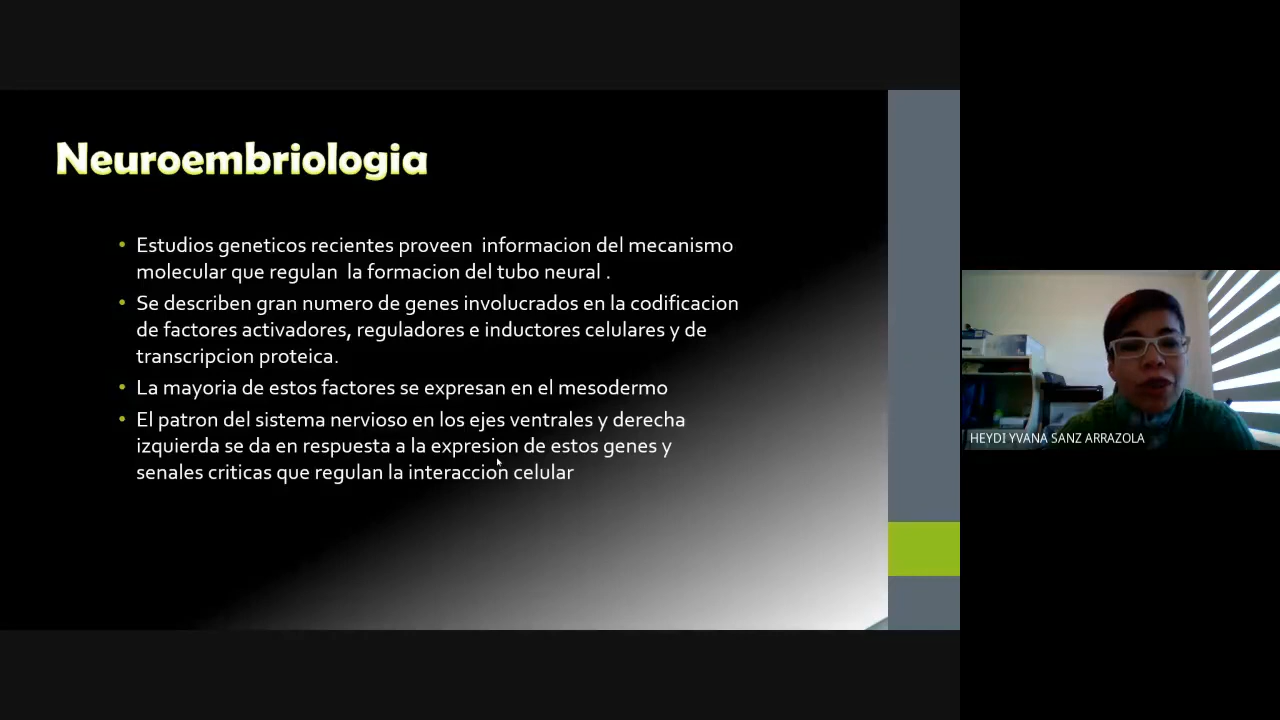 Neuroembriologia
• Estudios geneticos recientes proveen informacion del mecanismo
molecular que regulan la formacion del tubo neural .
• Se describen gran numero de genes involucrados en la codificacion
de factores activadores, reguladores e inductores celulares y de
transcripcion proteica.
• La mayoria de estos factores se expresan en el mesodermo
• El patron del sistema nervioso en los ejes ventrales y derecha
izquierda se da en respuesta a la expresion de estos genes y
senales criticas que regulan la interaccion celular
HEYDI YVANA SANZ ARRAZOLA